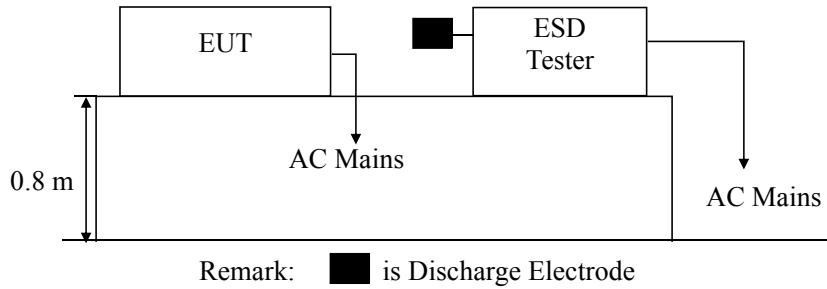 EUT
ESD
Tester
AC Mains
0.8 m
AC Mains
Remark: is Discharge Electrode